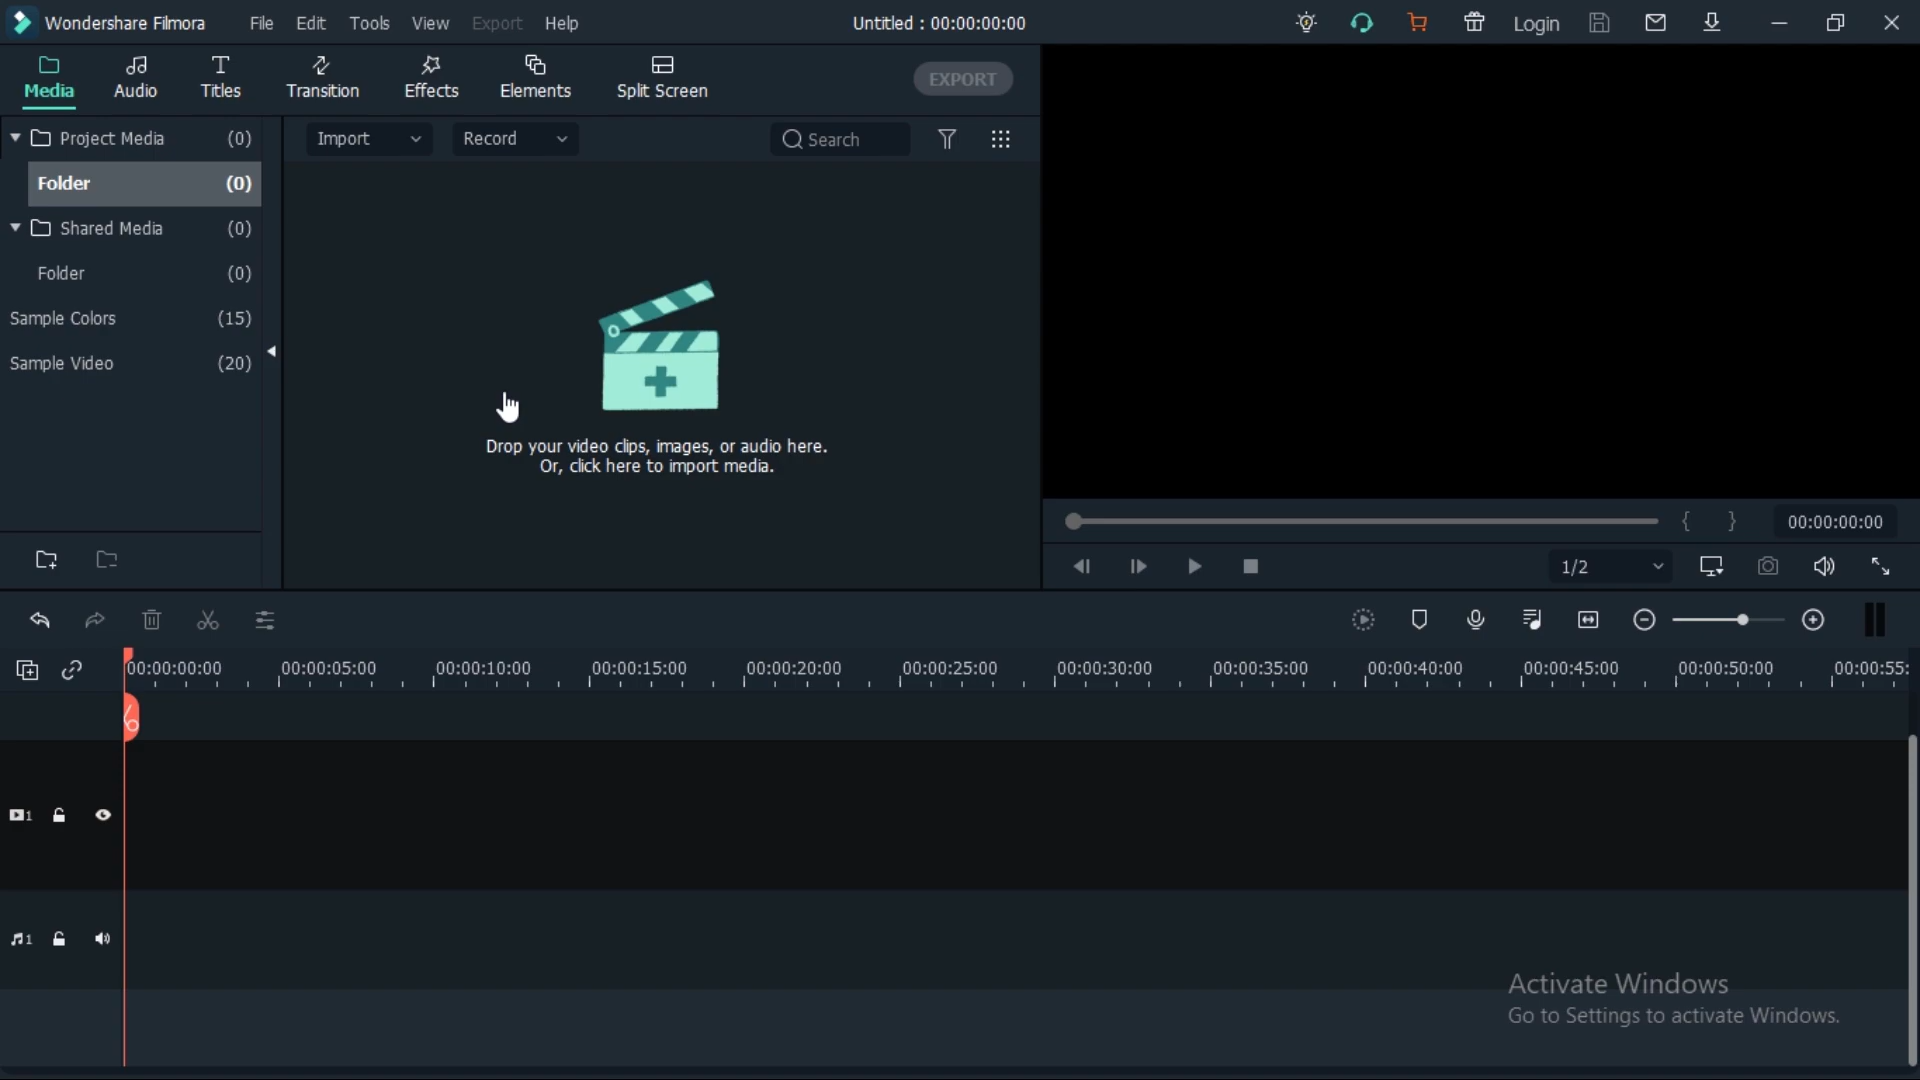 Wondershare Filmora File Edit Tools View Export Help Untitled : 00:00:00:00 Login
Media Audio Titles Transition Effects Elements Split Screen EXPORT
Project Media (0)
Folder (0)
Shared Media (0)
Folder (0)
Sample Colors (15)
Sample Video (20)
Import Record Search
Drop your video clips, images, or audio here.
Or, click here to import media.
{ } 00:00:00:00
1/2
00:00:00:00 00:00:05:00 00:00:10:00 00:00:15:00 00:00:20:00 00:00:25:00 00:00:30:00 00:00:35:00 00:00:40:00 00:00:45:00 00:00:50:00 00:00:55:
1
1
Activate Windows
Go to Settings to activate Windows.